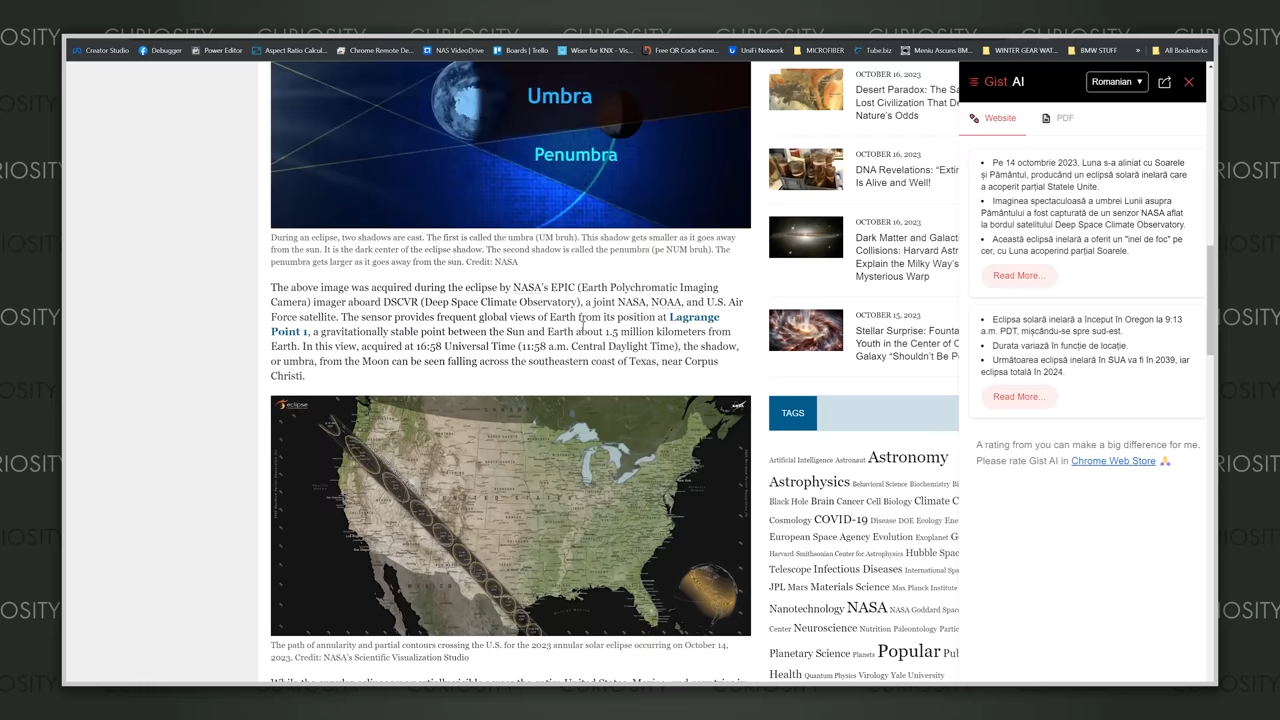 Creator Studio
Debugger
Power Editor
Aspect Ratio Calcul...
Chrome Remote De...
NAS VideoDrive
Boards | Trello
Wiser for KNX - Vis...
Free QR Code Gene...
UniFi Network
MICROFIBER
Tube.biz
Meniu Ascuns BM...
WINTER GEAR WAT...
BMW STUFF
»
All Bookmarks
Umbra
Penumbra
During an eclipse, two shadows are cast. The first is called the umbra (UM bruh). This shadow gets smaller as it goes away
from the sun. It is the dark center of the eclipse shadow. The second shadow is called the penumbra (pe NUM bruh). The
penumbra gets larger as it goes away from the sun. Credit: NASA
The above image was acquired during the eclipse by NASA's EPIC (Earth Polychromatic Imaging
Camera) imager aboard DSCVR (Deep Space Climate Observatory), a joint NASA, NOAA, and U.S. Air
Force satellite. The sensor provides frequent global views of Earth from its position at Lagrange
Point 1, a gravitationally stable point between the Sun and Earth about 1.5 million kilometers from
Earth. In this view, acquired at 16:58 Universal Time (11:58 a.m. Central Daylight Time), the shadow,
or umbra, from the Moon can be seen falling across the southeastern coast of Texas, near Corpus
Christi.
eclipse
The path of annularity and partial contours crossing the U.S. for the 2023 annular solar eclipse occurring on October 14,
2023. Credit: NASA's Scientific Visualization Studio
OCTOBER 16, 2023
Desert Paradox: The Sa
Lost Civilization That De
Nature's Odds
OCTOBER 16, 2023
DNA Revelations: "Extin
Is Alive and Well!
OCTOBER 16, 2023
Dark Matter and Galacti
Collisions: Harvard Astr
Explain the Milky Way's
Mysterious Warp
OCTOBER 15, 2023
Stellar Surprise: Founta
Youth in the Center of O
Galaxy "Shouldn't Be P
TAGS
Artificial Intelligence Astronaut Astronomy
Astrophysics Behavioral Science Biochemistry Bi
Black Hole Brain Cancer Cell Biology Climate C
Cosmology COVID-19 Disease DOE Ecology Ene
European Space Agency Evolution Exoplanet G
Harvard-Smithsonian Center for Astrophysics Hubble Spac
Telescope Infectious Diseases International Spa
JPL Mars Materials Science Max Planck Institute
Nanotechnology NASA NASA Goddard Space
Center Neuroscience Nutrition Paleontology Partic
Planetary Science Planets Popular Pub
Health Quantum Physics Virology Yale University
Gist AI
Romanian ▼
Website
PDF
• Pe 14 octombrie 2023, Luna s-a aliniat cu Soarele
și Pământul, producând un eclipsă solară inelară care
a acoperit parțial Statele Unite.
• Imaginea spectaculoasă a umbrei Lunii asupra
Pământului a fost capturată de un senzor NASA aflat
la bordul satelitului Deep Space Climate Observatory.
• Această eclipsă inelară a oferit un "inel de foc" pe
cer, cu Luna acoperind parțial Soarele.
Read More...
• Eclipsa solară inelară a început în Oregon la 9:13
a.m. PDT, mișcându-se spre sud-est.
• Durata variază în funcție de locație.
• Următoarea eclipsă inelară în SUA va fi în 2039, iar
eclipsa totală în 2024.
Read More...
A rating from you can make a big difference for me.
Please rate Gist AI in Chrome Web Store 🙏